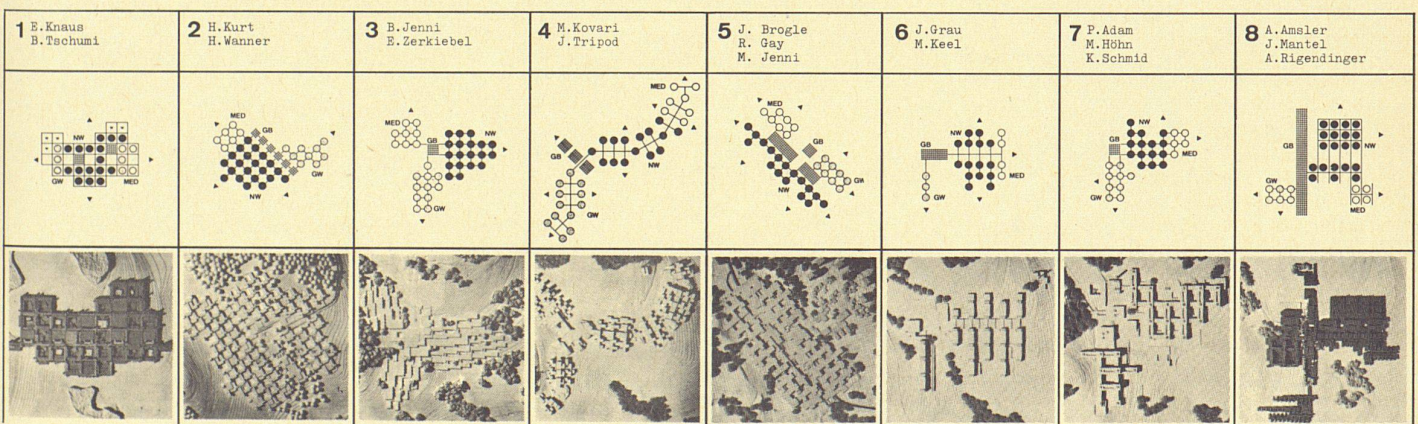 1 E.Knaus
B.Tschumi
2 H.Kurt
H.Wanner
3 B.Jenni
E.Zerkiebel
4 M.Kovari
J.Tripod
5 J. Brogle
R. Gay
M. Jenni
6 J.Grau
M.Keel
7 P.Adam
M.Höhn
K.Schmid
8 A.Amsler
J.Mantel
A.Rigendinger
NW
GW
MED
MED
GB
GW
NW
MED
NW
GB
GW
MED
GB
NW
GW
MED
GB
GW
NW
NW
GB
MED
GW
NW
GB
MED
GW
GB
NW
GW
MED